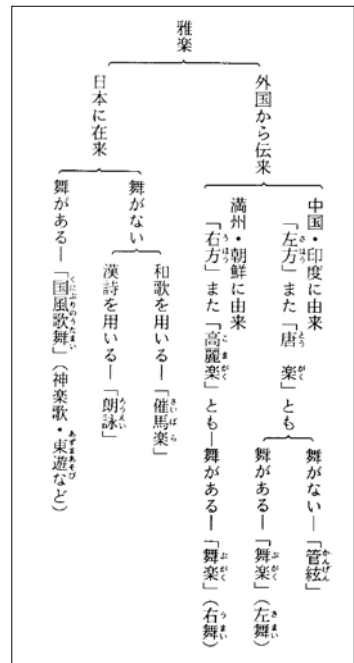 雅楽
外国から伝来
中国・印度に由来
「左方」また「唐楽」とも
舞がない―「管絃」
舞がある―「舞楽」（左舞）
満州・朝鮮に由来
「右方」また「高麗楽」とも―舞がある―「舞楽」（右舞）
日本に在来
舞がない
和歌を用いる―「催馬楽」
漢詩を用いる―「朗詠」
舞がある―「国風歌舞」（神楽歌・東遊など）